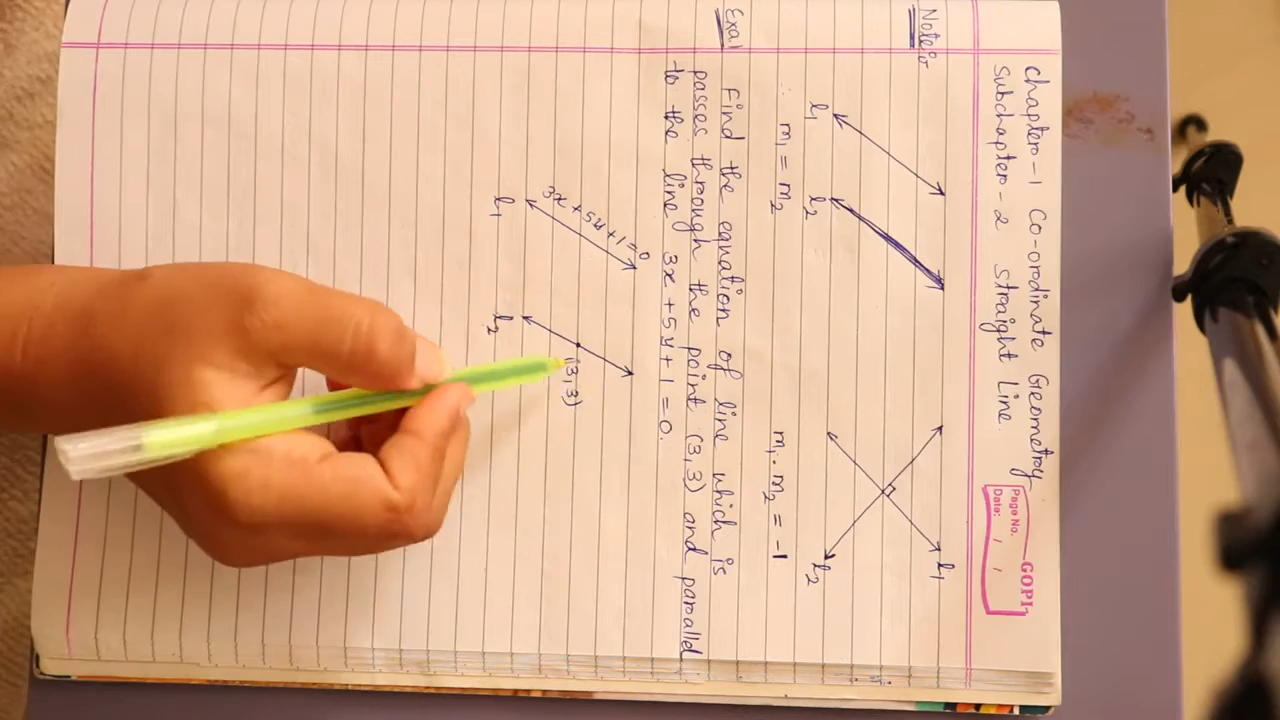 Chapter-1 Co-ordinate Geometry
Subchapter-2 Straight Line.
GOPI
Page No.
Date: / /
Note:-
l1
l2
l1
l2
m1 = m2
m1 . m2 = -1
Exa1 Find the equation of line which is
passes through the point (3,3) and parallel
to the line 3x + 5y + 1 = 0.
3x + 5y + 1 = 0
(3,3)
l1
l2